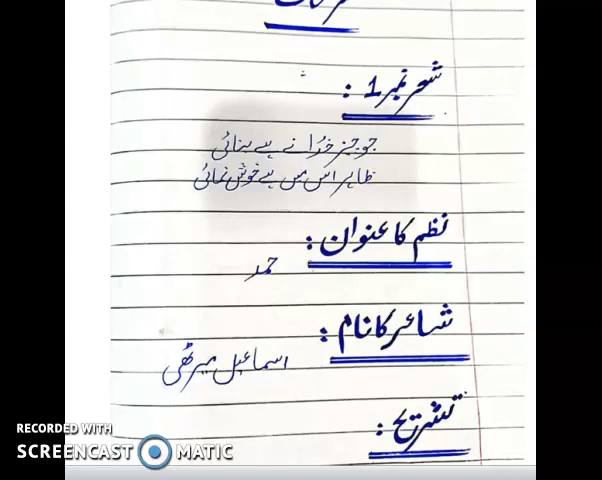 شعر نمبر 1 :
جو چیز خدا نے ہے بنائی
ظاہر اس میں ہے خوش نمائی
نظم کا عنوان :
حمد
شاعر کا نام :
اسماعیل میرٹھی
تشریح :
RECORDED WITH
SCREENCAST MATIC